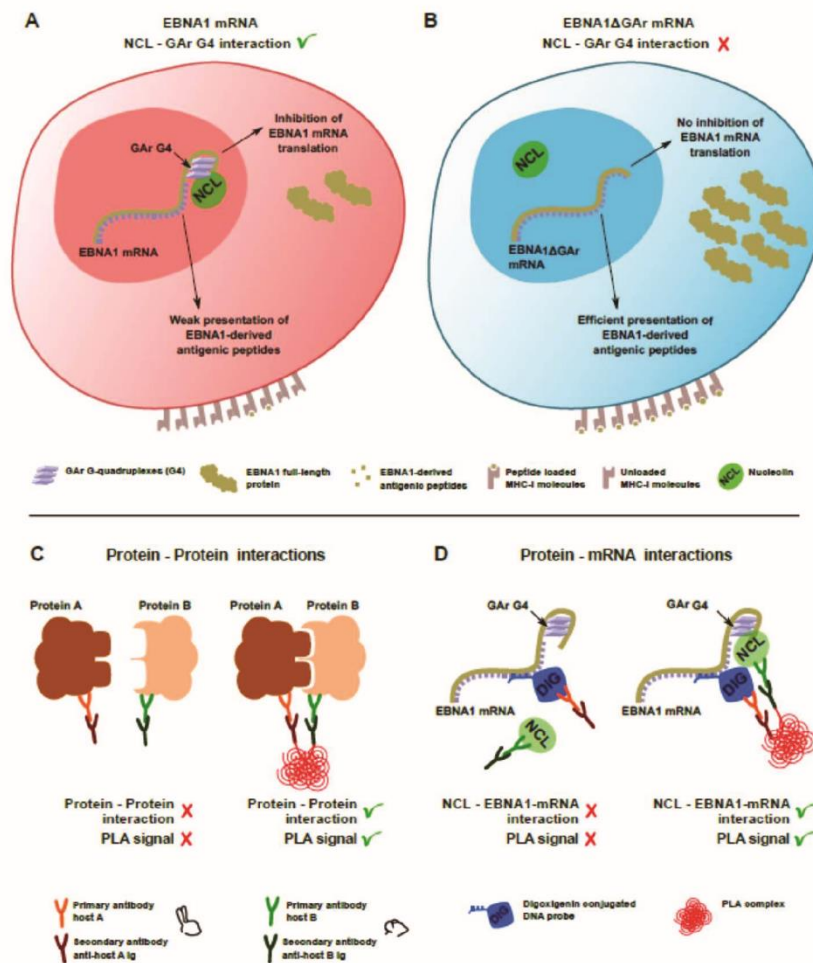 A
EBNA1 mRNA
NCL - GAr G4 interaction
GAr G4
NCL
EBNA1 mRNA
Inhibition of
EBNA1 mRNA
translation
Weak presentation of
EBNA1-derived
antigenic peptides
B
EBNA1ΔGAr mRNA
NCL - GAr G4 interaction
NCL
EBNA1ΔGAr
mRNA
No inhibition of
EBNA1 mRNA
translation
Efficient presentation of
EBNA1-derived
antigenic peptides
GAr G-quadruplexes (G4)
EBNA1 full-length
protein
EBNA1-derived
antigenic peptides
Peptide loaded
MHC-I molecules
Unloaded
MHC-I molecules
NCL
Nucleolin
C
Protein - Protein interactions
Protein A
Protein B
Protein A
Protein B
Protein - Protein
interaction
PLA signal
Protein - Protein
interaction
PLA signal
D
Protein - mRNA interactions
GAr G4
DIG
EBNA1 mRNA
NCL
GAr G4
NCL
DIG
EBNA1 mRNA
NCL - EBNA1-mRNA
interaction
PLA signal
NCL - EBNA1-mRNA
interaction
PLA signal
Primary antibody
host A
Secondary antibody
anti-host A Ig
Primary antibody
host B
Secondary antibody
anti-host B Ig
DIG
Digoxigenin conjugated
DNA probe
PLA complex